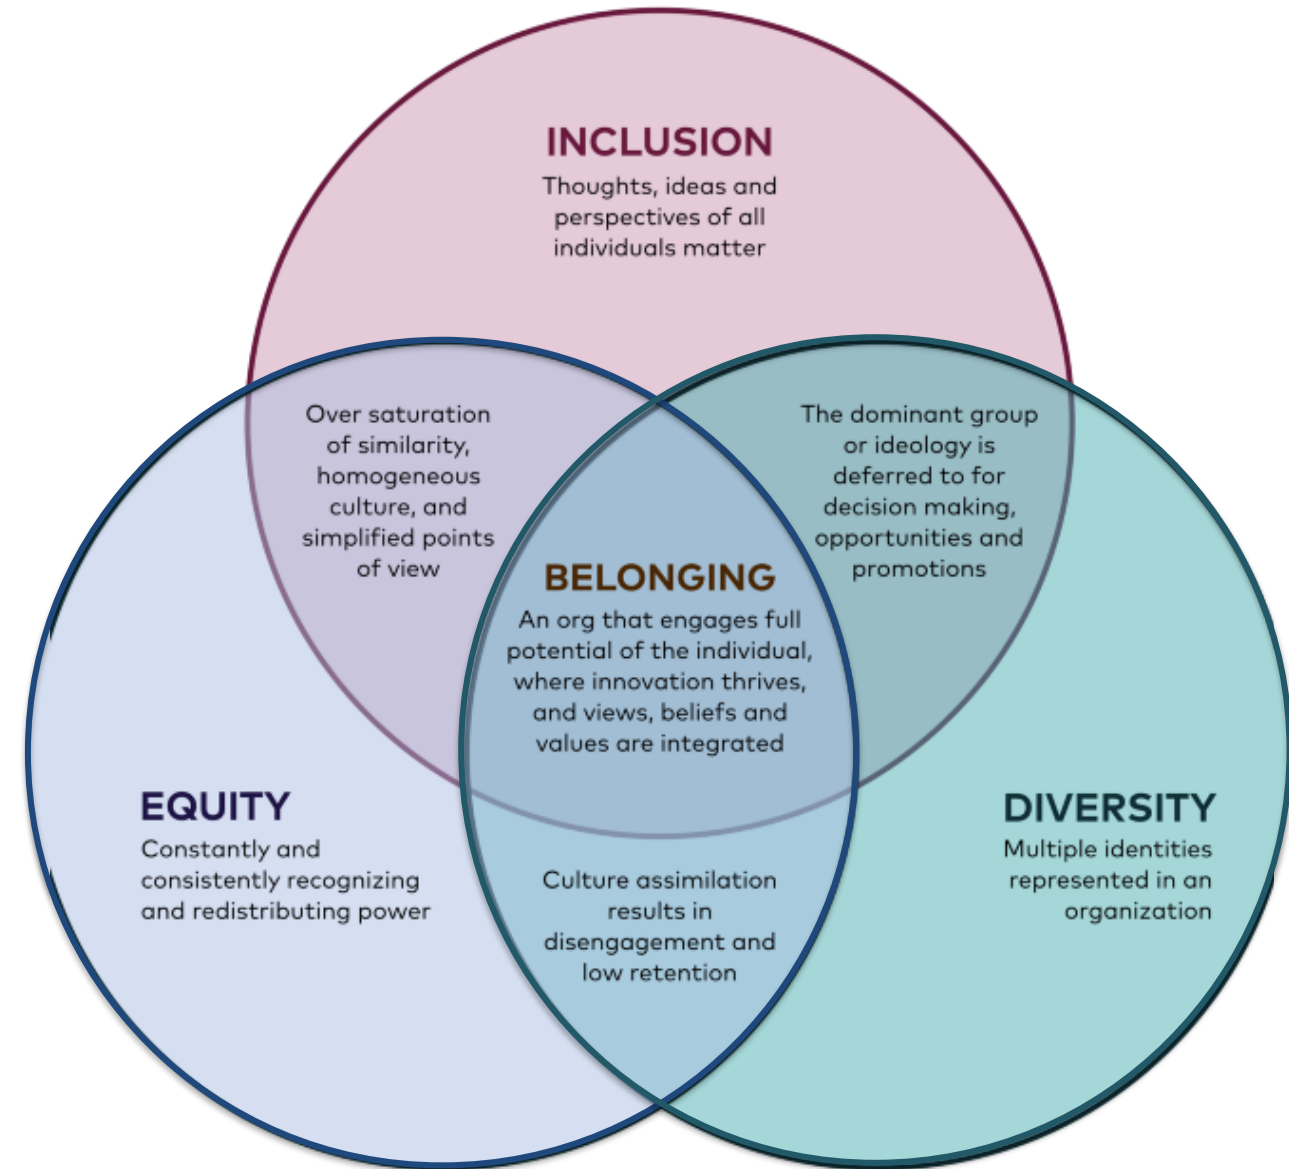 INCLUSION
Thoughts, ideas and
perspectives of all
individuals matter
Over saturation
of similarity,
homogeneous
culture, and
simplified points
of view
The dominant group
or ideology is
deferred to for
decision making,
opportunities and
promotions
BELONGING
An org that engages full
potential of the individual,
where innovation thrives,
and views, beliefs and
values are integrated
EQUITY
Constantly and
consistently recognizing
and redistributing power
DIVERSITY
Multiple identities
represented in an
organization
Culture assimilation
results in
disengagement and
low retention